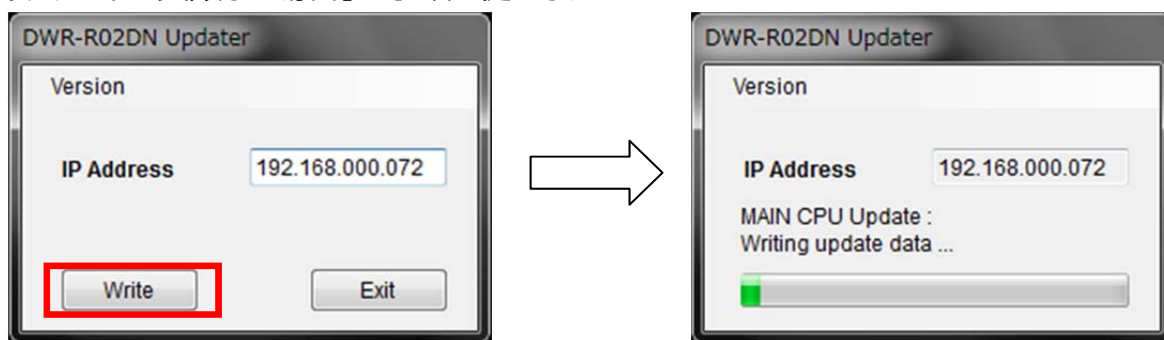 DWR-R02DN Updater
Version
IP Address 192.168.000.072
Write Exit
DWR-R02DN Updater
Version
IP Address 192.168.000.072
MAIN CPU Update :
Writing update data ...